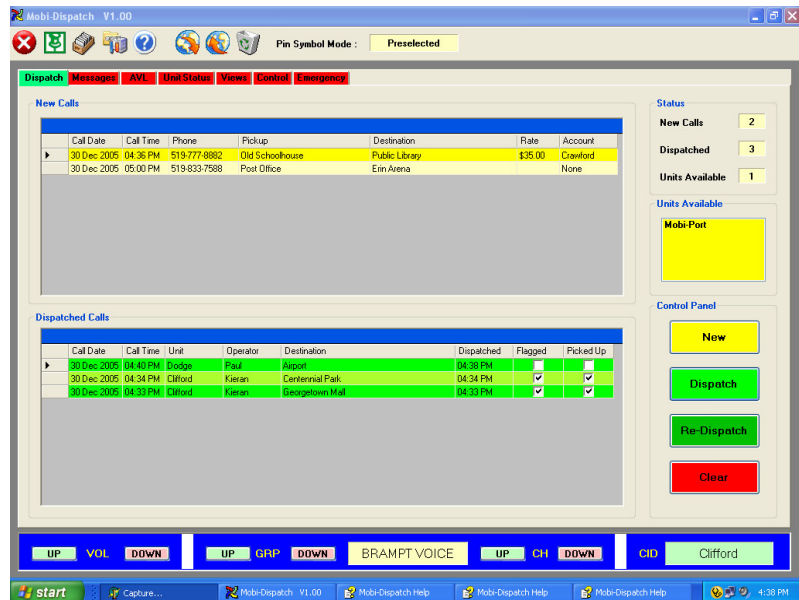 Mobi-Dispatch V1.00
Pin Symbol Mode : Preselected
Dispatch Messages AVL Unit Status Views Control Emergency
New Calls
Call Date Call Time Phone Pickup Destination Rate Account
30 Dec 2005 04:36 PM 519-777-8882 Old Schoolhouse Public Library $35.00 Crawford
30 Dec 2005 05:00 PM 519-833-7588 Post Office Erin Arena None
Status
New Calls 2
Dispatched 3
Units Available 1
Units Available
Mobi-Port
Dispatched Calls
Call Date Call Time Unit Operator Destination Dispatched Flagged Picked Up
30 Dec 2005 04:40 PM Dodge Paul Airport 04:38 PM
30 Dec 2005 04:34 PM Clifford Kieran Centennial Park 04:34 PM
30 Dec 2005 04:33 PM Clifford Kieran Georgetown Mall 04:33 PM
Control Panel
New
Dispatch
Re-Dispatch
Clear
UP VOL DOWN UP GRP DOWN BRAMPT VOICE UP CH DOWN CID Clifford
start Capture... Mobi-Dispatch V1.00 Mobi-Dispatch Help Mobi-Dispatch Help Mobi-Dispatch Help 4:38 PM